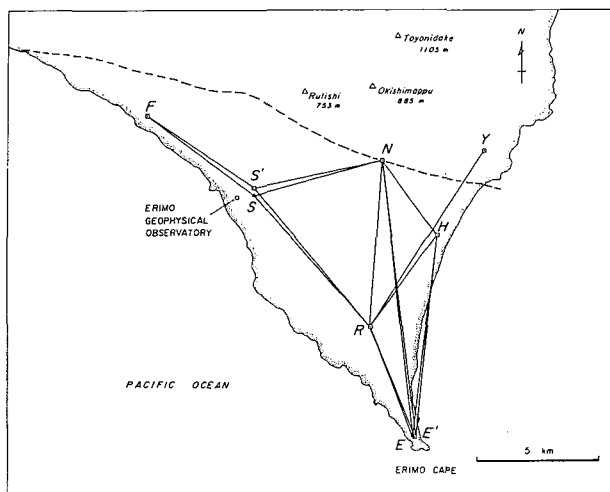 Toyonidake
1105 m
N
Rutishi
753 m
Okishimappu
885 m
F
N
Y
S'
S
ERIMO
GEOPHYSICAL
OBSERVATORY
H
R
PACIFIC OCEAN
E E'
5 km
ERIMO CAPE